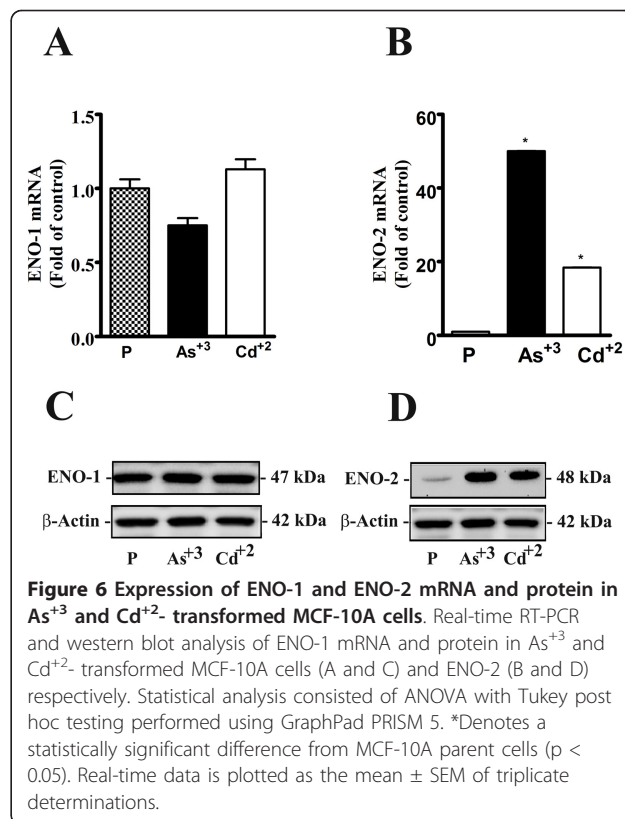 A
B
ENO-1 mRNA
(Fold of control)
1.5
1.0
0.5
0.0
P
As+3
Cd+2
ENO-2 mRNA
(Fold of control)
60
40
20
0
*
*
P
As+3
Cd+2
C
D
ENO-1
- 47 kDa
β-Actin
- 42 kDa
P
As+3
Cd+2
ENO-2
- 48 kDa
β-Actin
- 42 kDa
P
As+3
Cd+2
Figure 6 Expression of ENO-1 and ENO-2 mRNA and protein in
As+3 and Cd+2- transformed MCF-10A cells. Real-time RT-PCR
and western blot analysis of ENO-1 mRNA and protein in As+3 and
Cd+2- transformed MCF-10A cells (A and C) and ENO-2 (B and D)
respectively. Statistical analysis consisted of ANOVA with Tukey post
hoc testing performed using GraphPad PRISM 5. *Denotes a
statistically significant difference from MCF-10A parent cells (p <
0.05). Real-time data is plotted as the mean ± SEM of triplicate
determinations.